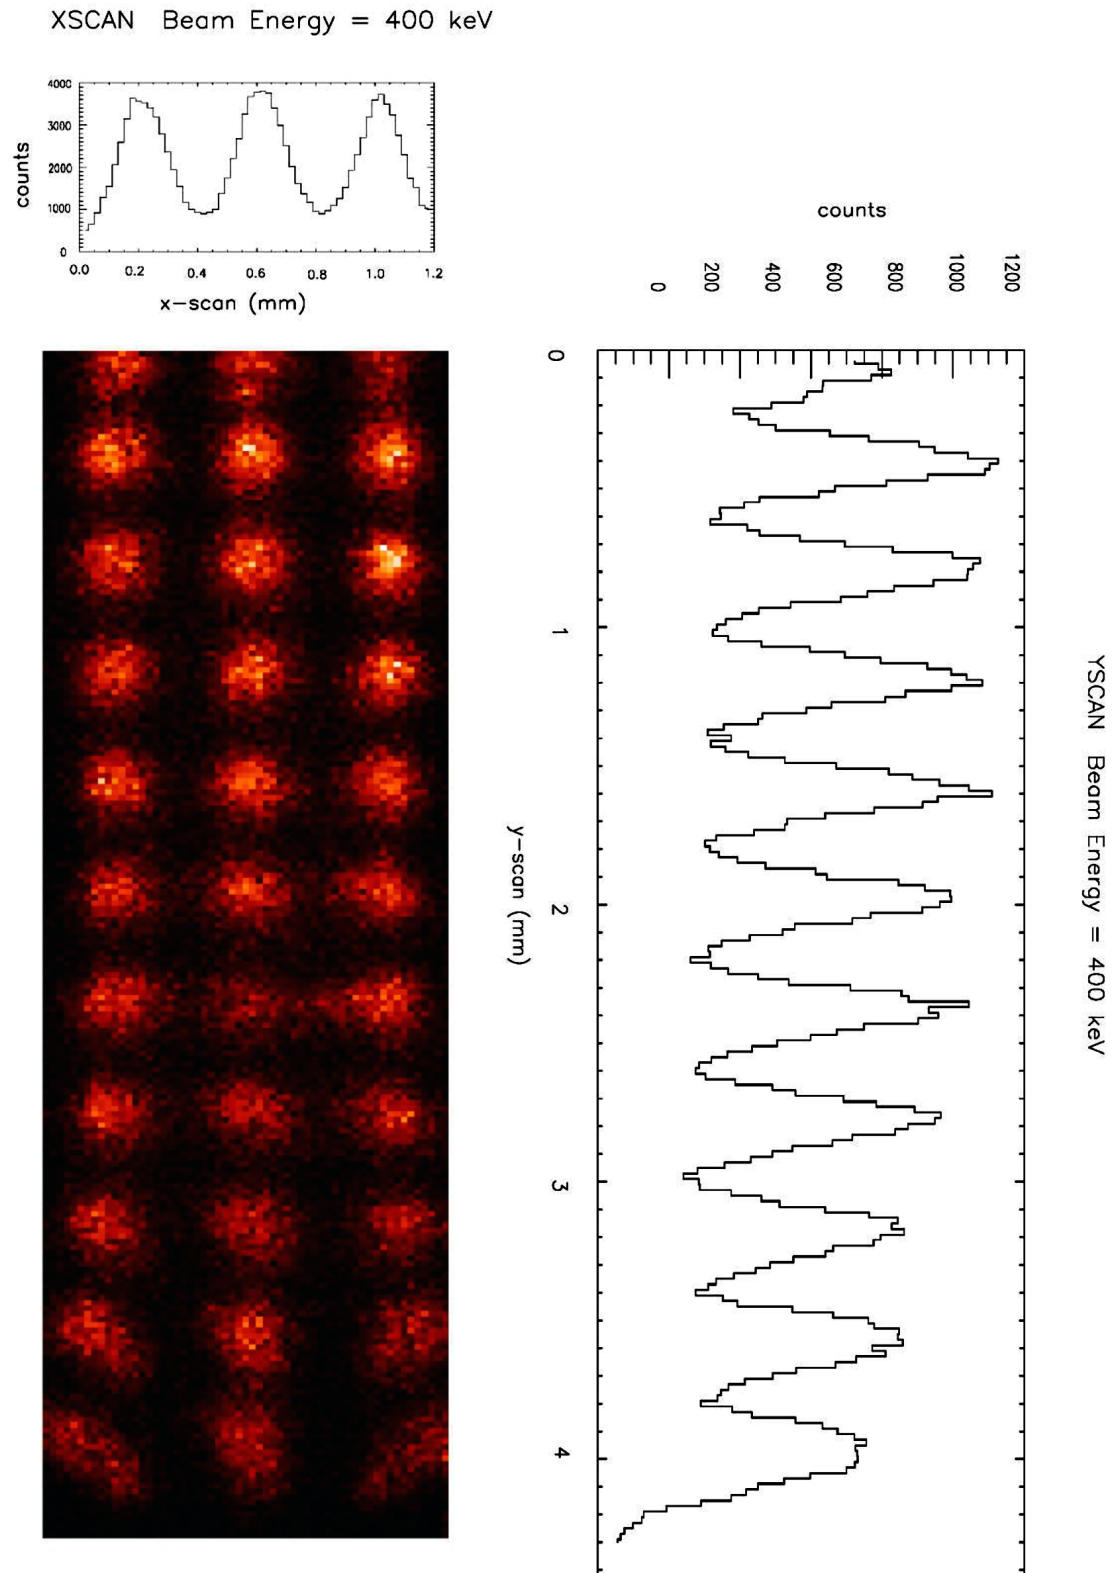 XSCAN Beam Energy = 400 keV
4000
3000
2000
1000
0
counts
0.0 0.2 0.4 0.6 0.8 1.0 1.2
x-scan (mm)
counts
0 200 400 600 800 1000 1200
0
1
2
3
4
y-scan (mm)
YSCAN Beam Energy = 400 keV